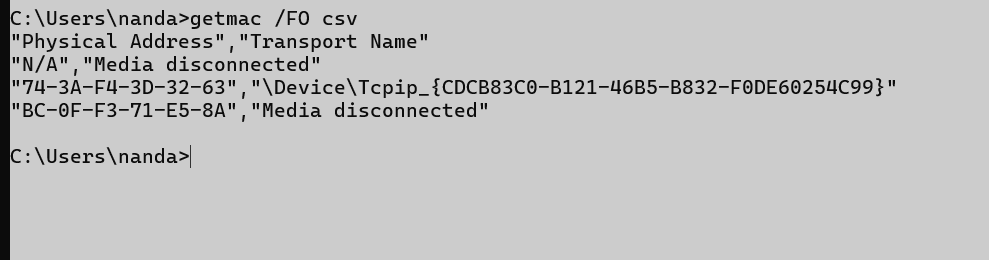 C:\Users\nanda>getmac /FO csv
"Physical Address","Transport Name"
"N/A","Media disconnected"
"74-3A-F4-3D-32-63","\Device\Tcpip_{CDCB83C0-B121-46B5-B832-F0DE60254C99}"
"BC-0F-F3-71-E5-8A","Media disconnected"
C:\Users\nanda>